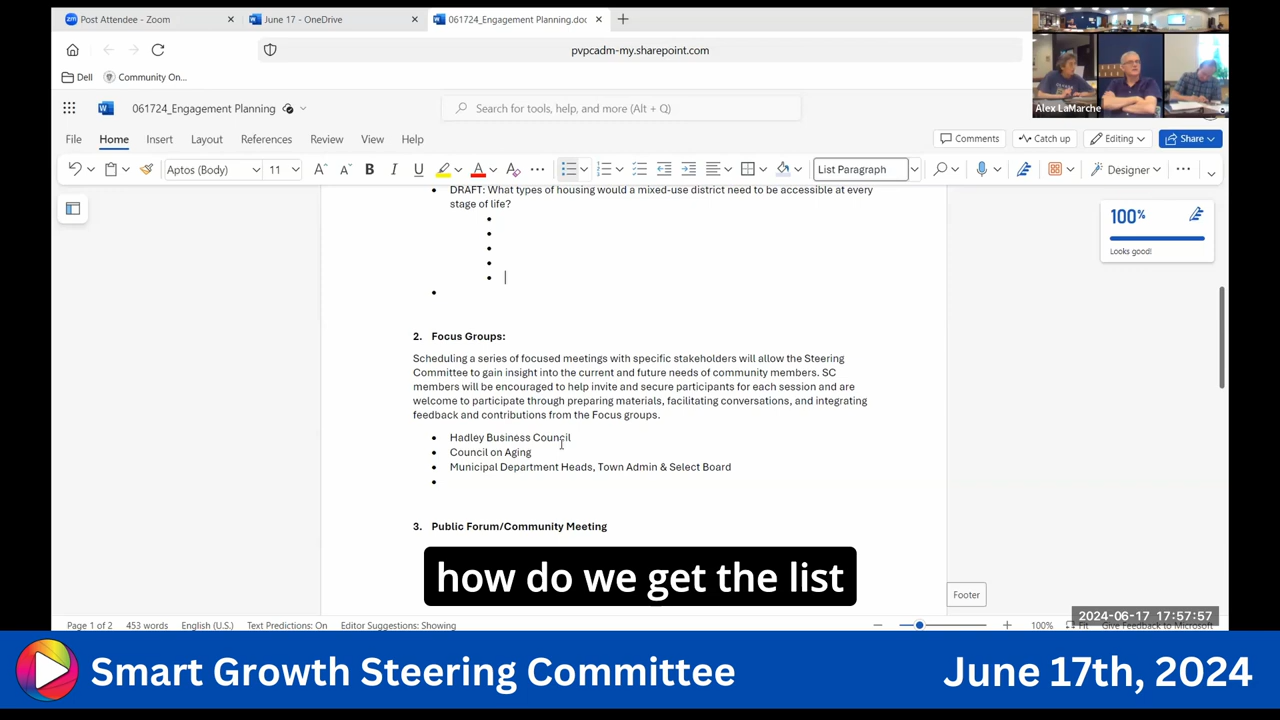 Post Attendee - Zoom
June 17 - OneDrive
061724_Engagement Planning.doc
pvpcadm-my.sharepoint.com
Dell
Community On...
Alex LaMarche
061724_Engagement Planning
Search for tools, help, and more (Alt + Q)
File
Home
Insert
Layout
References
Review
View
Help
Comments
Catch up
Editing
Share
Aptos (Body)
11
List Paragraph
Designer
DRAFT: What types of housing would a mixed-use district need to be accessible at every
stage of life?
100%
Looks good!
2. Focus Groups:
Scheduling a series of focused meetings with specific stakeholders will allow the Steering
Committee to gain insight into the current and future needs of community members. SC
members will be encouraged to help invite and secure participants for each session and are
welcome to participate through preparing materials, facilitating conversations, and integrating
feedback and contributions from the Focus groups.
• Hadley Business Council
• Council on Aging
• Municipal Department Heads, Town Admin & Select Board
3. Public Forum/Community Meeting
how do we get the list
Footer
2024-06-17 17:57:57
Page 1 of 2
453 words
English (U.S.)
Text Predictions: On
Editor Suggestions: Showing
100%
Fit
Give Feedback to Microsoft
Smart Growth Steering Committee
June 17th, 2024